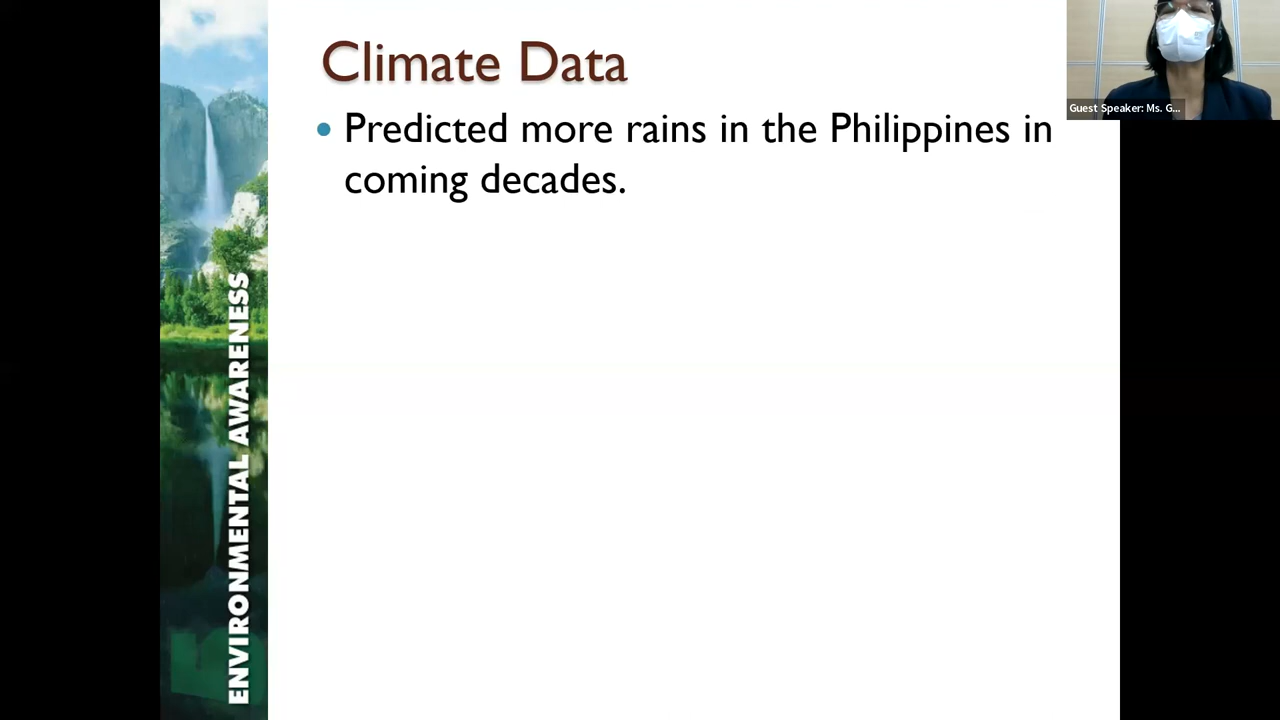 Climate Data
• Predicted more rains in the Philippines in
coming decades.
Guest Speaker: Ms. G...
ENVIRONMENTAL AWARENESS